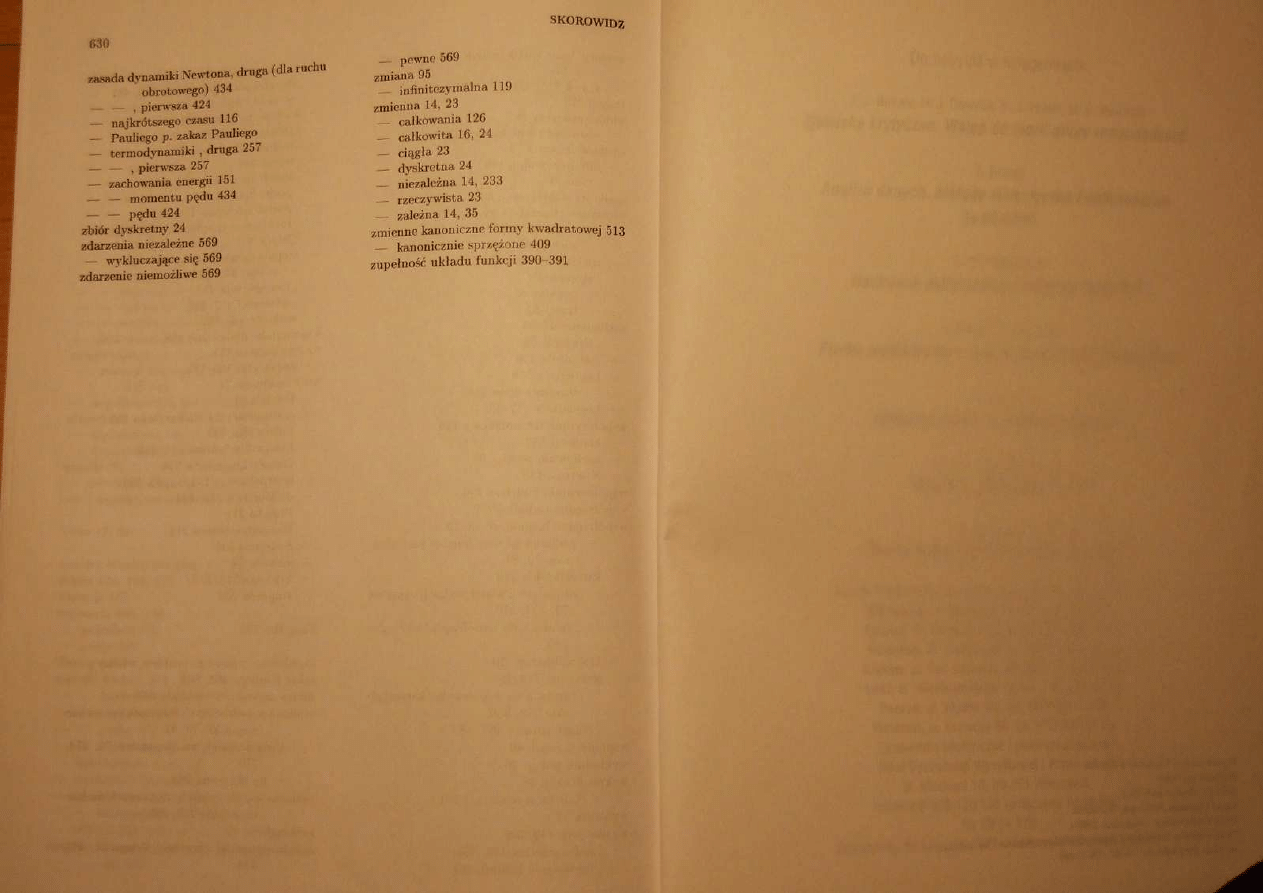 630
SKOROWIDZ
zasada dynamiki Newtona, druga (dla ruchu
obrotowego) 434
— — , pierwsza 424
— najkrótszego czasu 116
— Pauliego p. zakaz Pauliego
— termodynamiki , druga 257
— — , pierwsza 257
— zachowania energii 151
— — momentu pędu 434
— — pędu 424
zbiór dyskretny 24
zdarzenia niezależne 569
— wykluczające się 569
zdarzenie niemożliwe 569
— pewne 569
zmiana 95
— infinitezymalna 119
zmienna 14, 23
— całkowania 126
— całkowita 16, 24
— ciągła 23
— dyskretna 24
— niezależna 14, 233
— rzeczywista 23
— zależna 14, 35
zmienne kanoniczne formy kwadratowej 513
— kanonicznie sprzężone 409
zupełność układu funkcji 390–391